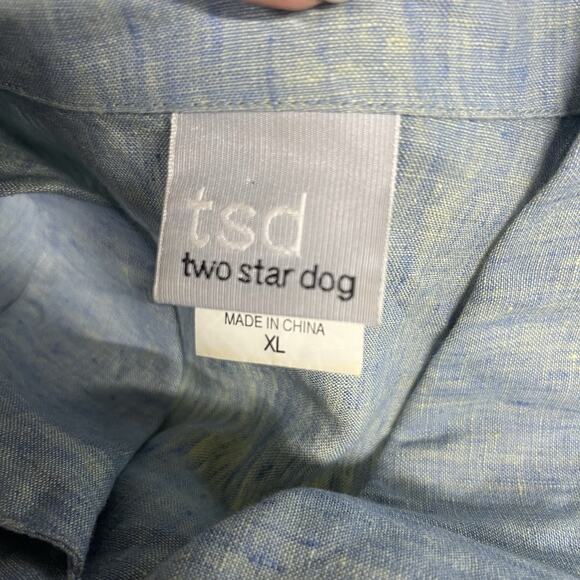 tsd
two star dog
MADE IN CHINA
XL